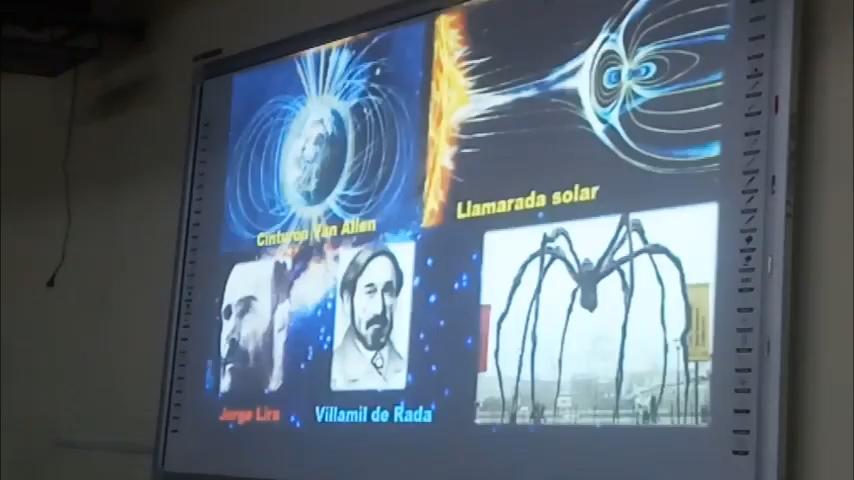 Cinturon Van Allen
Llamarada solar
Jorge Lira
Villamil de Rada